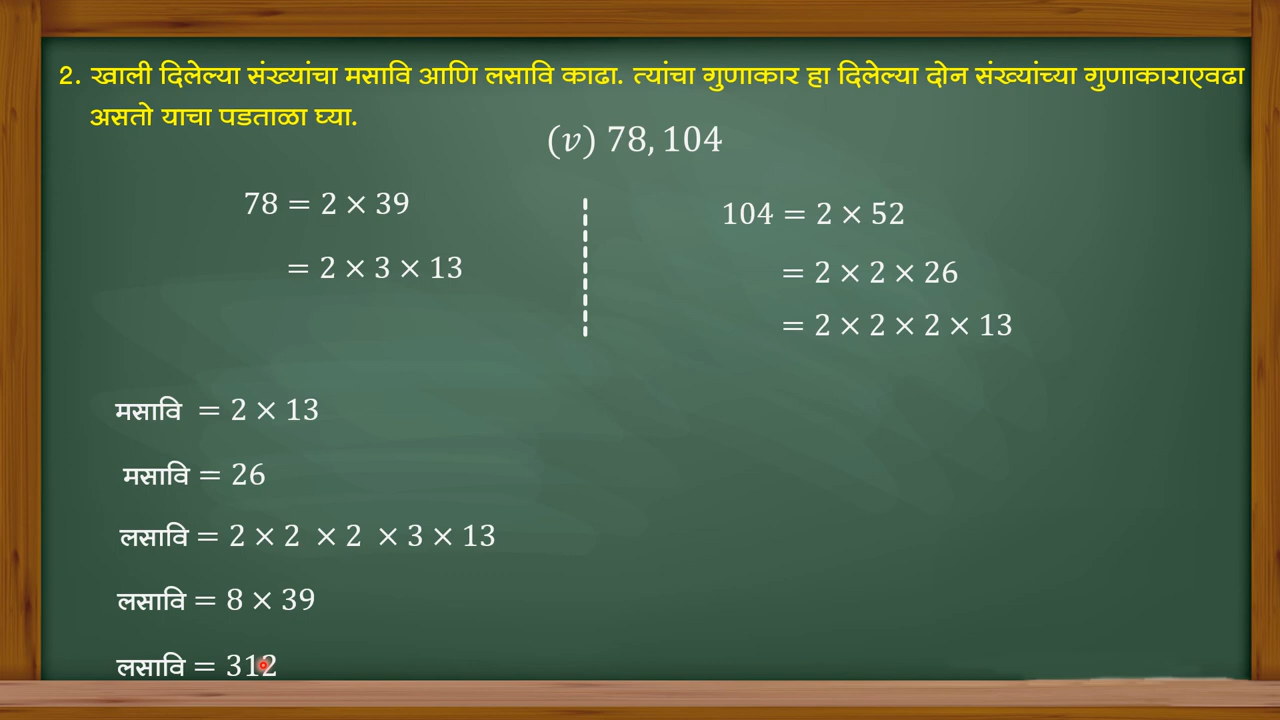 2. खाली दिलेल्या संख्यांचा मसावि आणि लसावि काढा. त्यांचा गुणाकार हा दिलेल्या दोन संख्यांच्या गुणाकाराएवढा
असतो याचा पडताळा घ्या.
(v) 78, 104
78 = 2 × 39
= 2 × 3 × 13
104 = 2 × 52
= 2 × 2 × 26
= 2 × 2 × 2 × 13
मसावि = 2 × 13
मसावि = 26
लसावि = 2 × 2 × 2 × 3 × 13
लसावि = 8 × 39
लसावि = 312